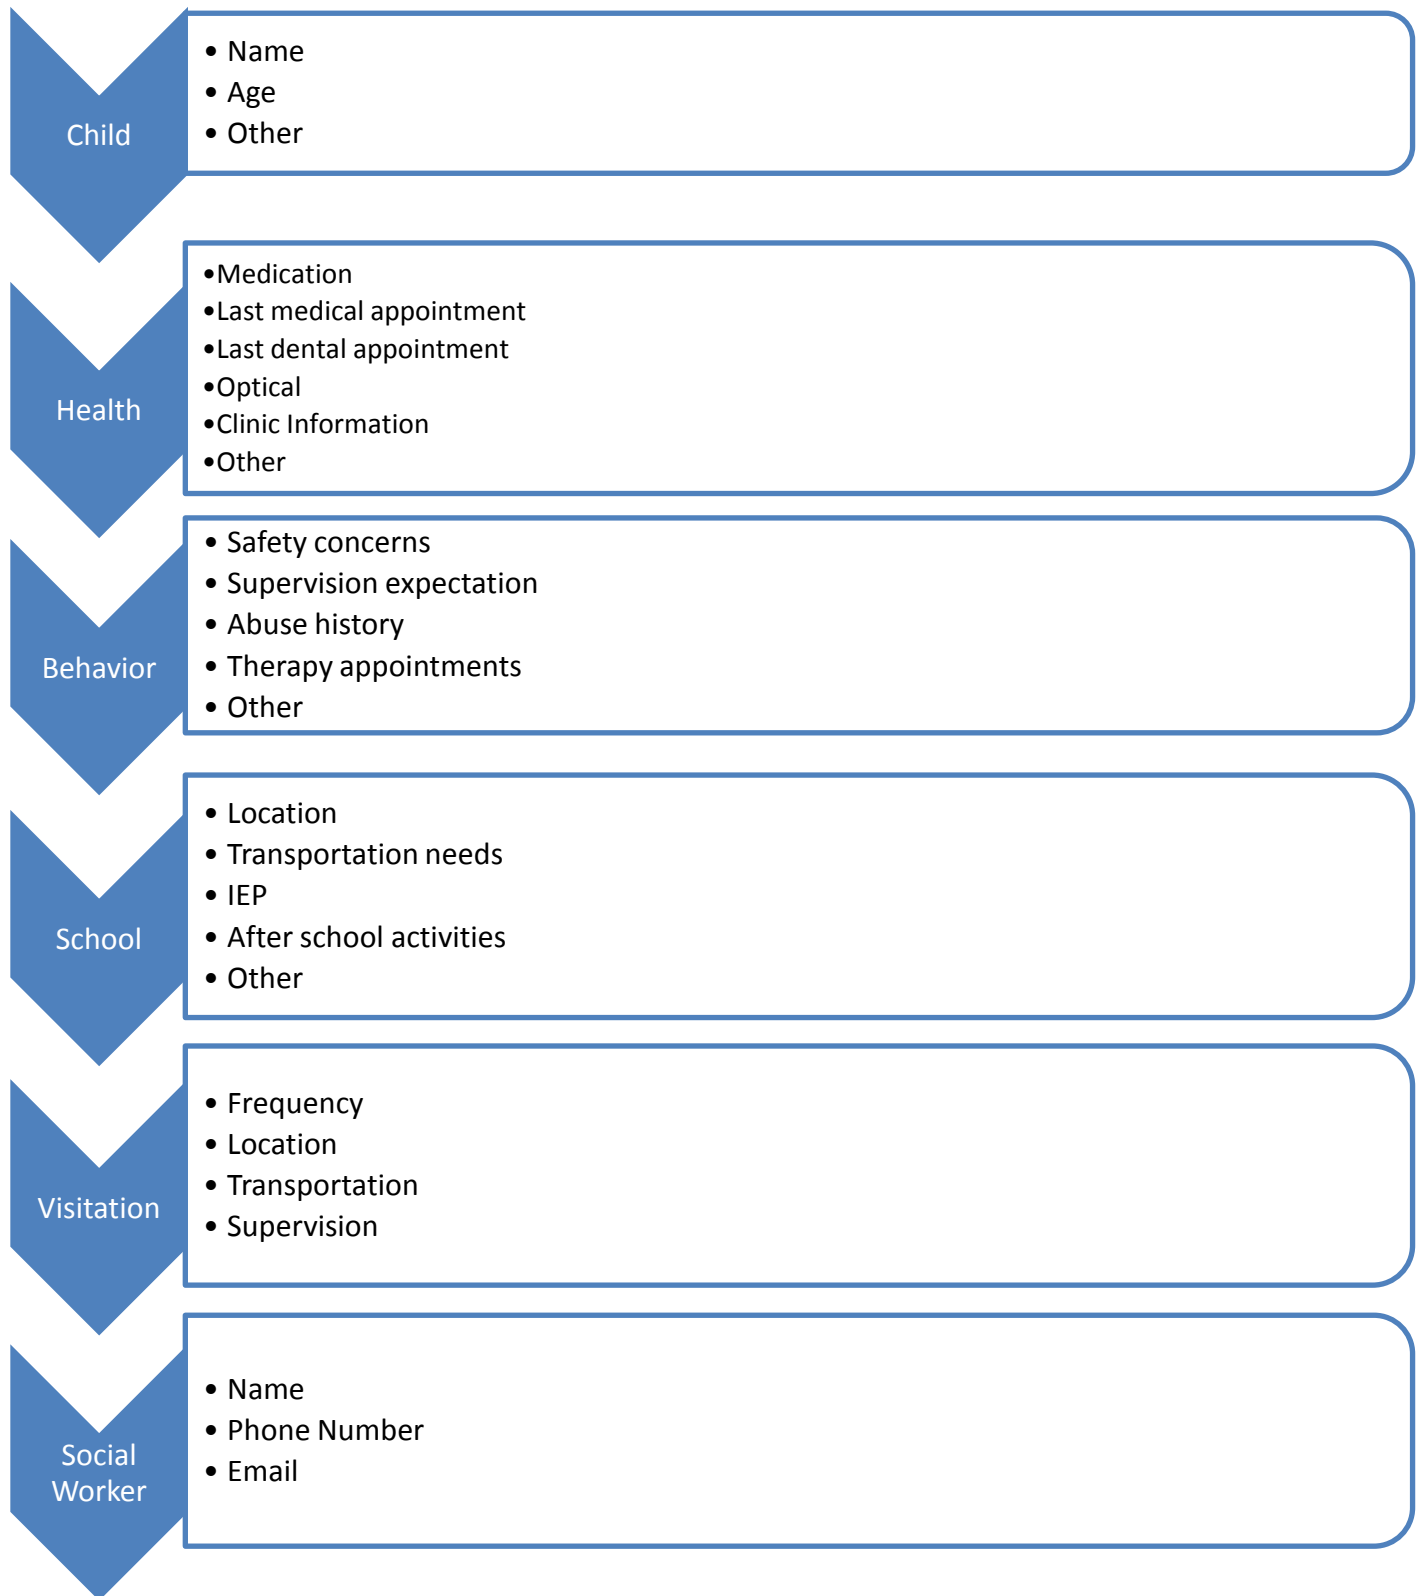 Child
• Name
• Age
• Other
Health
•Medication
•Last medical appointment
•Last dental appointment
•Optical
•Clinic Information
•Other
Behavior
• Safety concerns
• Supervision expectation
• Abuse history
• Therapy appointments
• Other
School
• Location
• Transportation needs
• IEP
• After school activities
• Other
Visitation
• Frequency
• Location
• Transportation
• Supervision
Social
Worker
• Name
• Phone Number
• Email